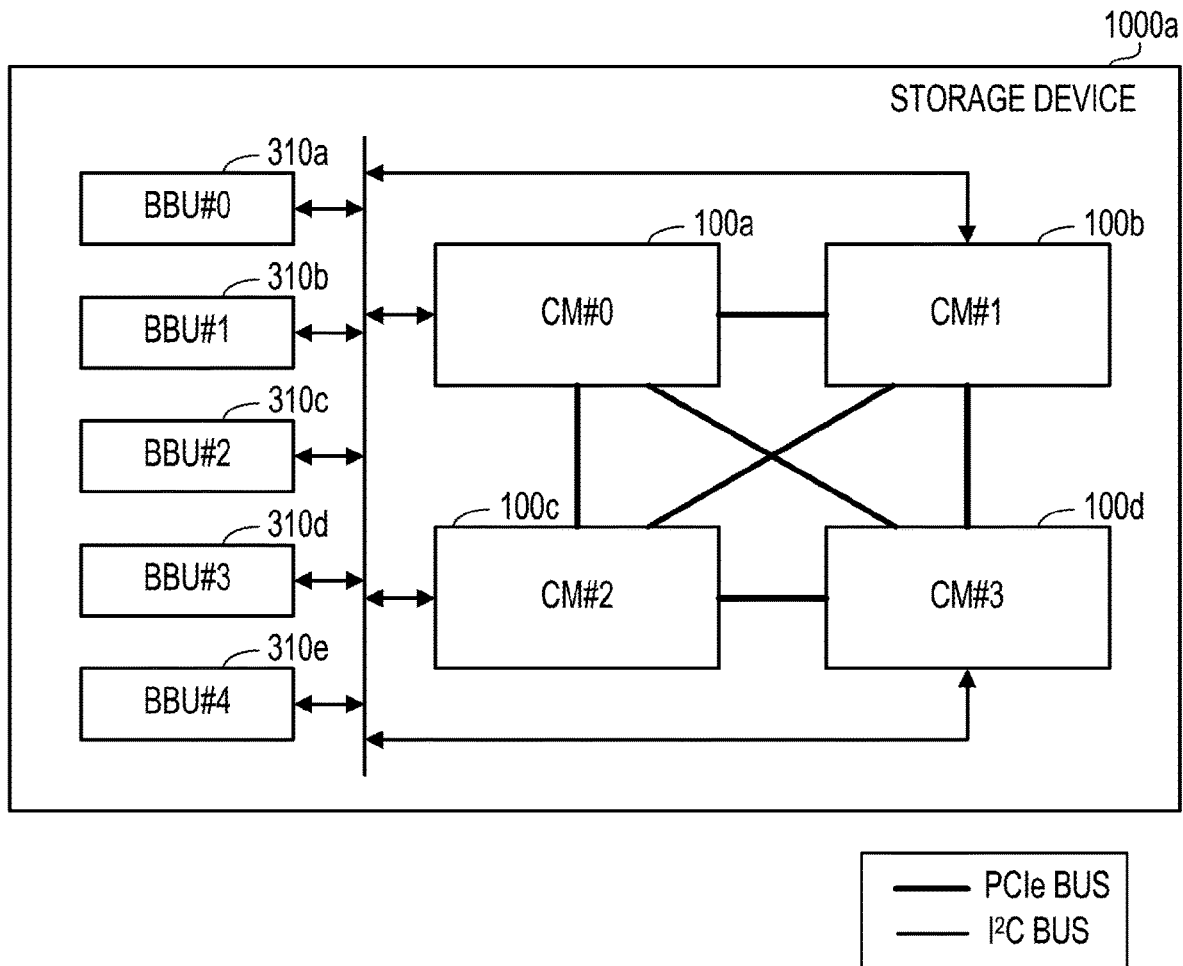 1000a
STORAGE DEVICE
310a
BBU#0
310b
BBU#1
310c
BBU#2
310d
BBU#3
310e
BBU#4
100a
CM#0
100b
CM#1
100c
CM#2
100d
CM#3
PCIe BUS
I²C BUS